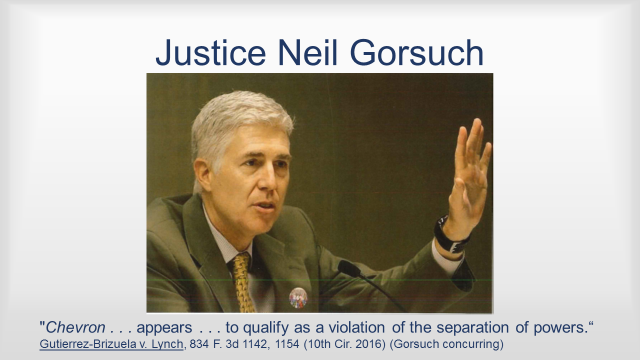 Justice Neil Gorsuch
"Chevron . . . appears . . . to qualify as a violation of the separation of powers.“
Gutierrez-Brizuela v. Lynch, 834 F. 3d 1142, 1154 (10th Cir. 2016) (Gorsuch concurring)